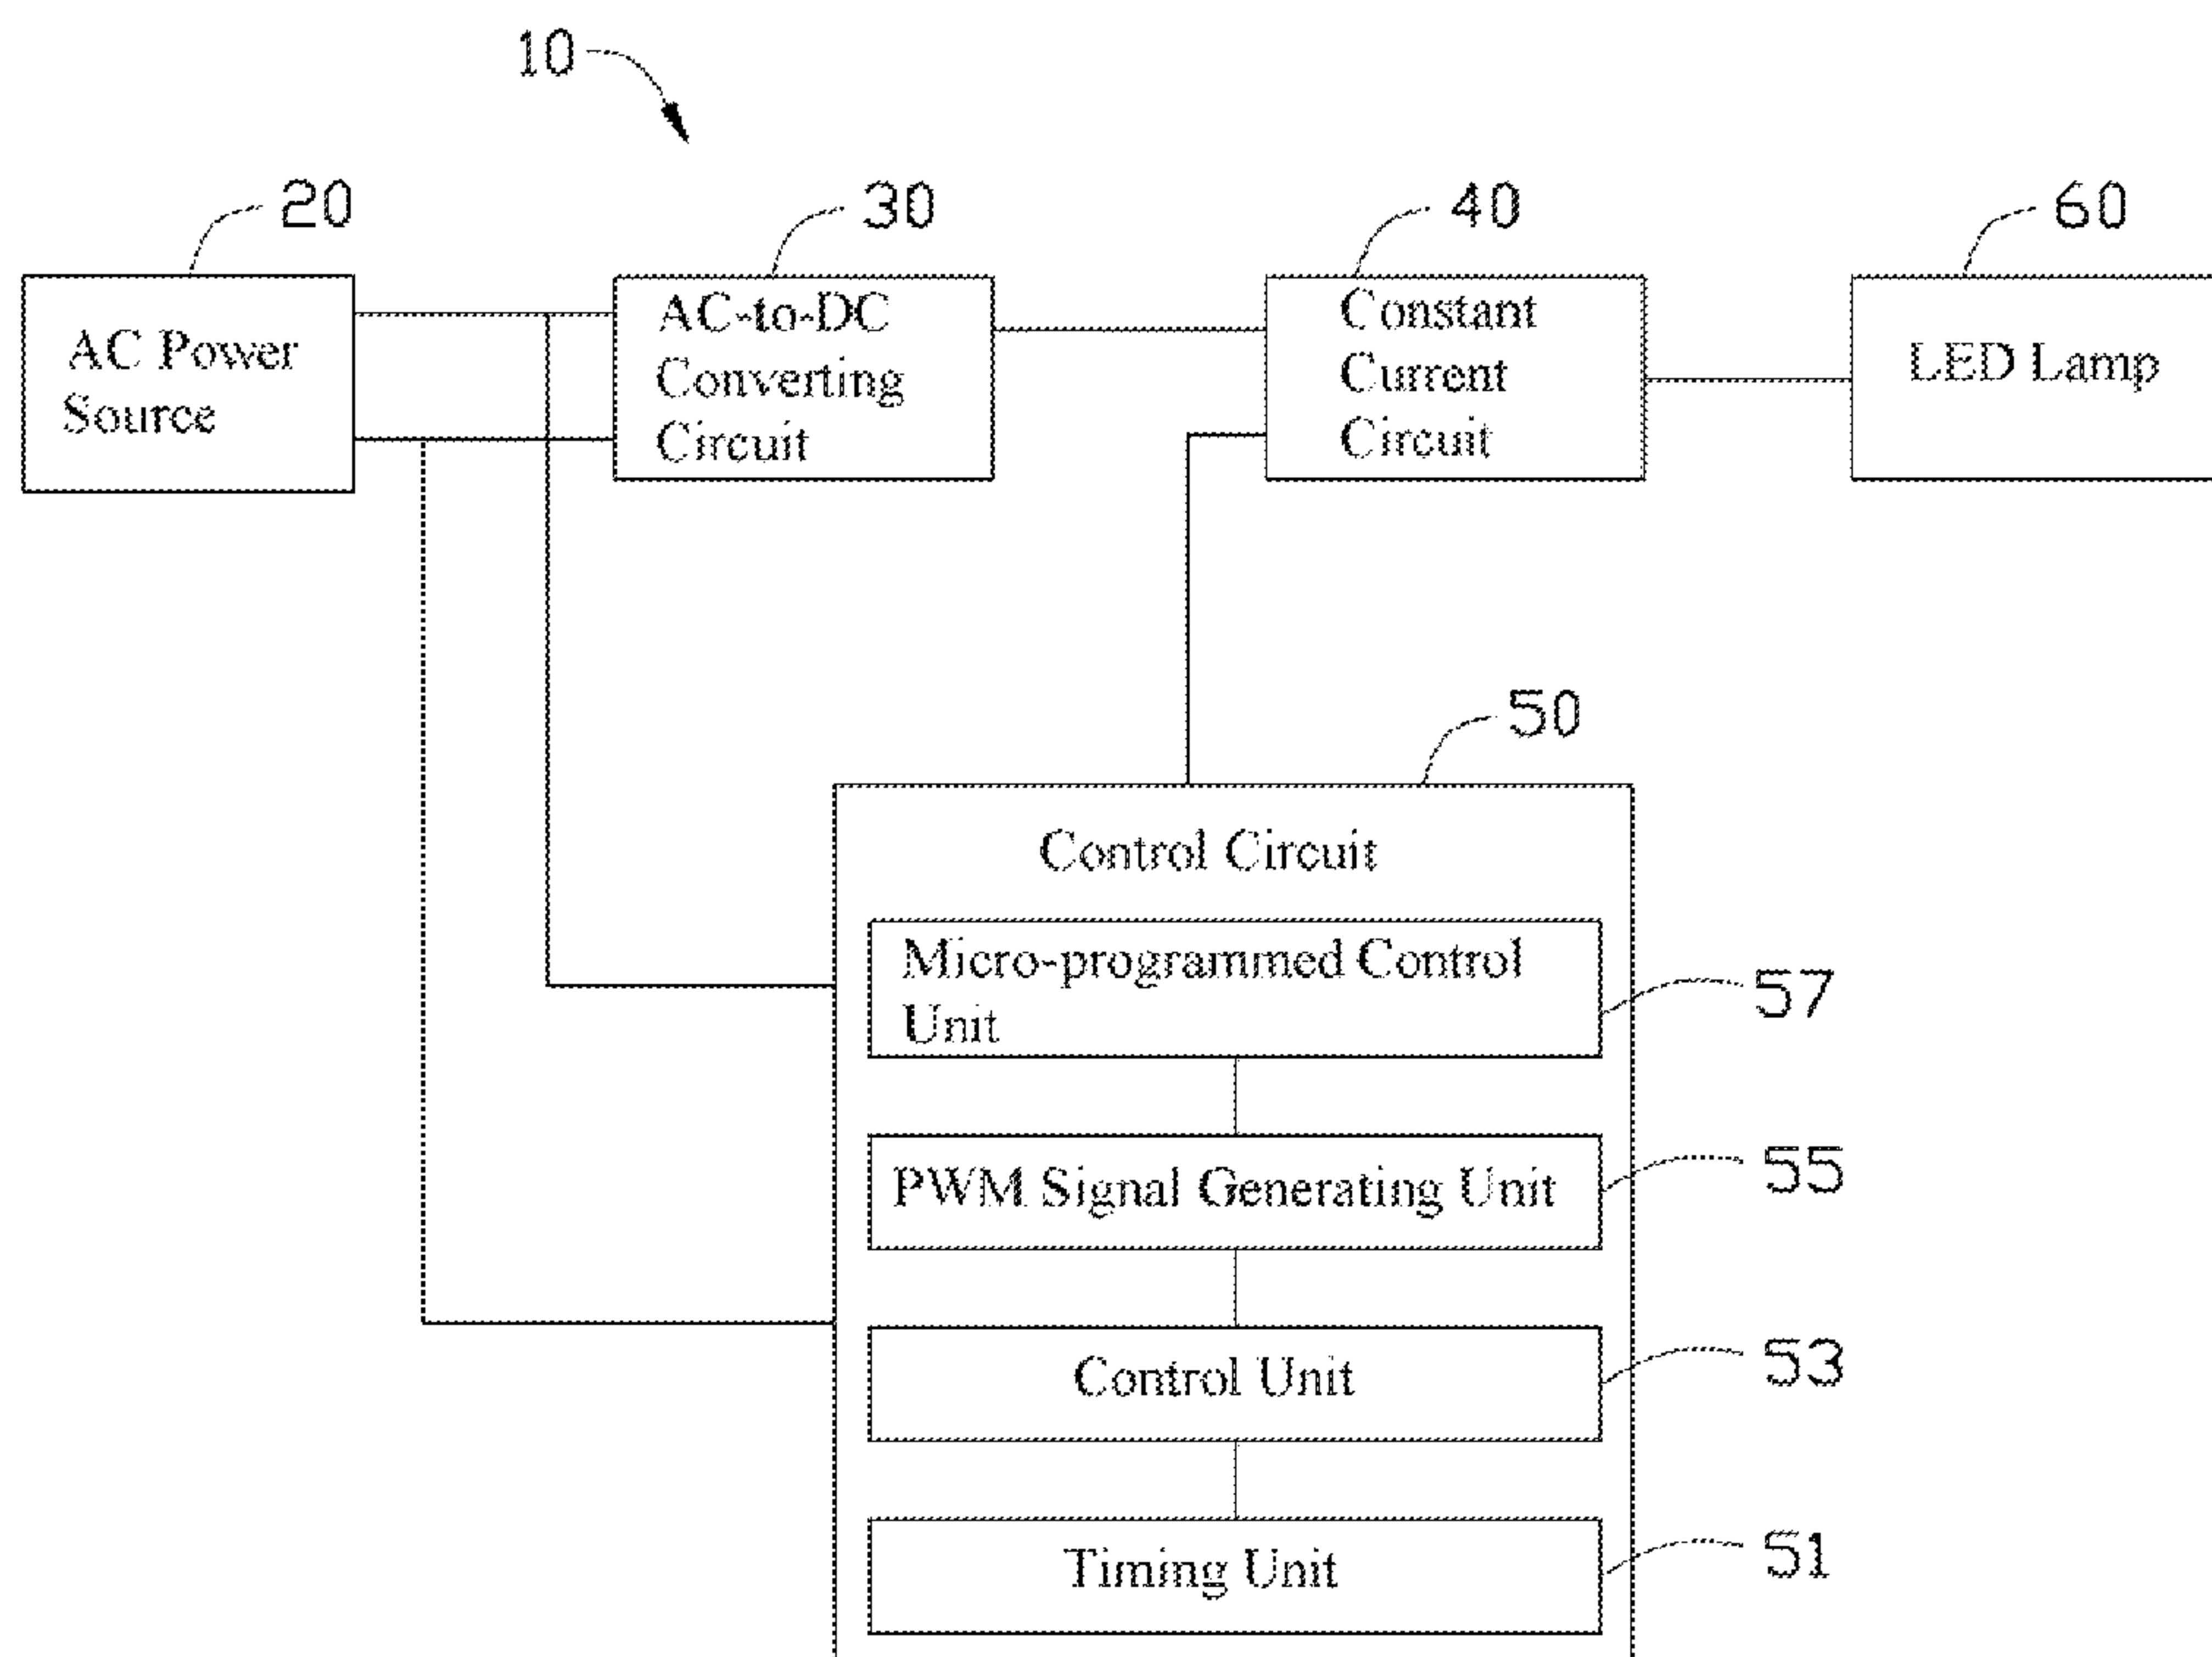 10
20
30
40
60
AC Power
Source
AC-to-DC
Converting
Circuit
Constant
Current
Circuit
LED Lamp
50
Control Circuit
Micro-programmed Control
Unit
57
PWM Signal Generating Unit
55
Control Unit
53
Timing Unit
51